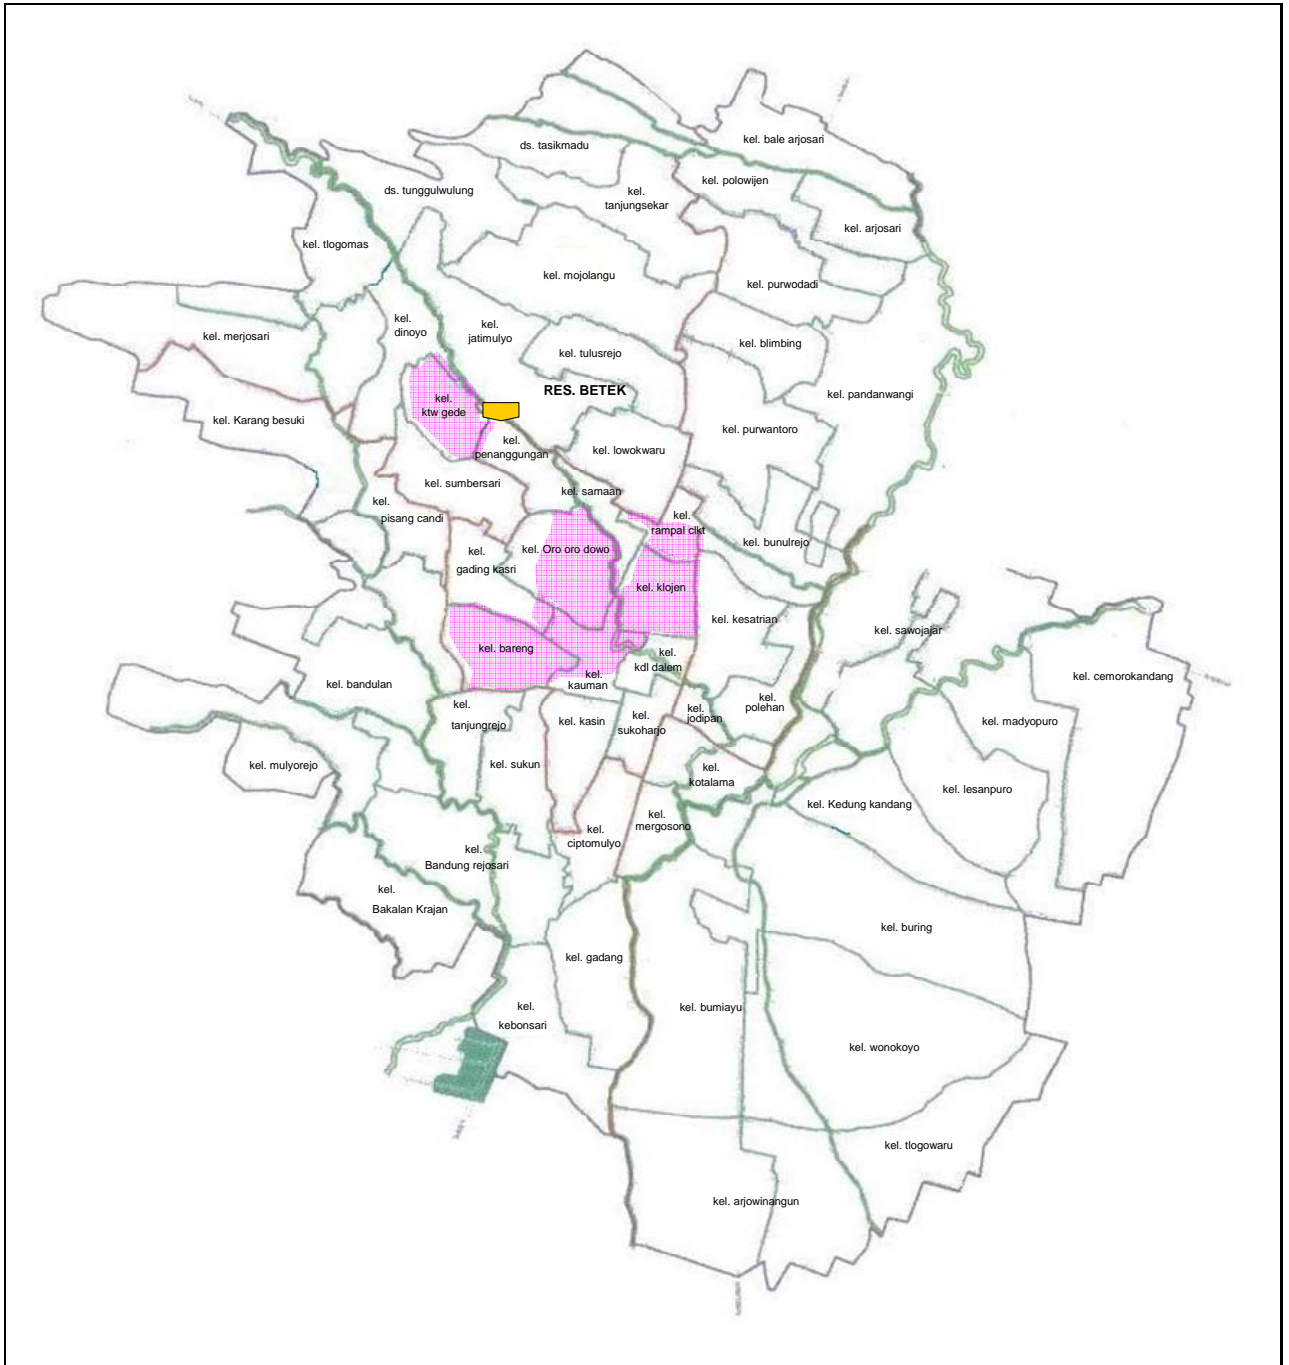 kel. bale arjosari
ds. tasikmadu
kel. polowijen
ds. tunggulwulung
kel.
tanjungsekar
kel. arjosari
kel. tlogomas
kel. mojolangu
kel. purwodadi
kel.
dinoyo
kel.
jatimulyo
kel. merjosari
kel. blimbing
kel. tulusrejo
RES. BETEK
kel. pandanwangi
kel.
ktw gede
kel. Karang besuki
kel. purwantoro
kel.
penanggungan
kel. lowokwaru
kel. sumbersari
kel. samaan
kel.
pisang candi
kel.
rampal clkt
kel. bunulrejo
kel. Oro oro dowo
kel.
gading kasri
kel. klojen
kel. kesatrian
kel. sawojajar
kel. bareng
kel.
kdl dalem
kel. cemorokandang
kel.
kauman
kel. bandulan
kel.
polehan
kel.
tanjungrejo
kel. kasin
kel.
sukoharjo
kel.
jodipan
kel. madyopuro
kel. mulyorejo
kel. sukun
kel.
kotalama
kel. lesanpuro
kel. Kedung kandang
kel.
mergosono
kel.
ciptomulyo
kel.
Bandung rejosari
kel.
Bakalan Krajan
kel. buring
kel. gadang
kel. bumiayu
kel.
kebonsari
kel. wonokoyo
kel. tlogowaru
kel. arjowinangun